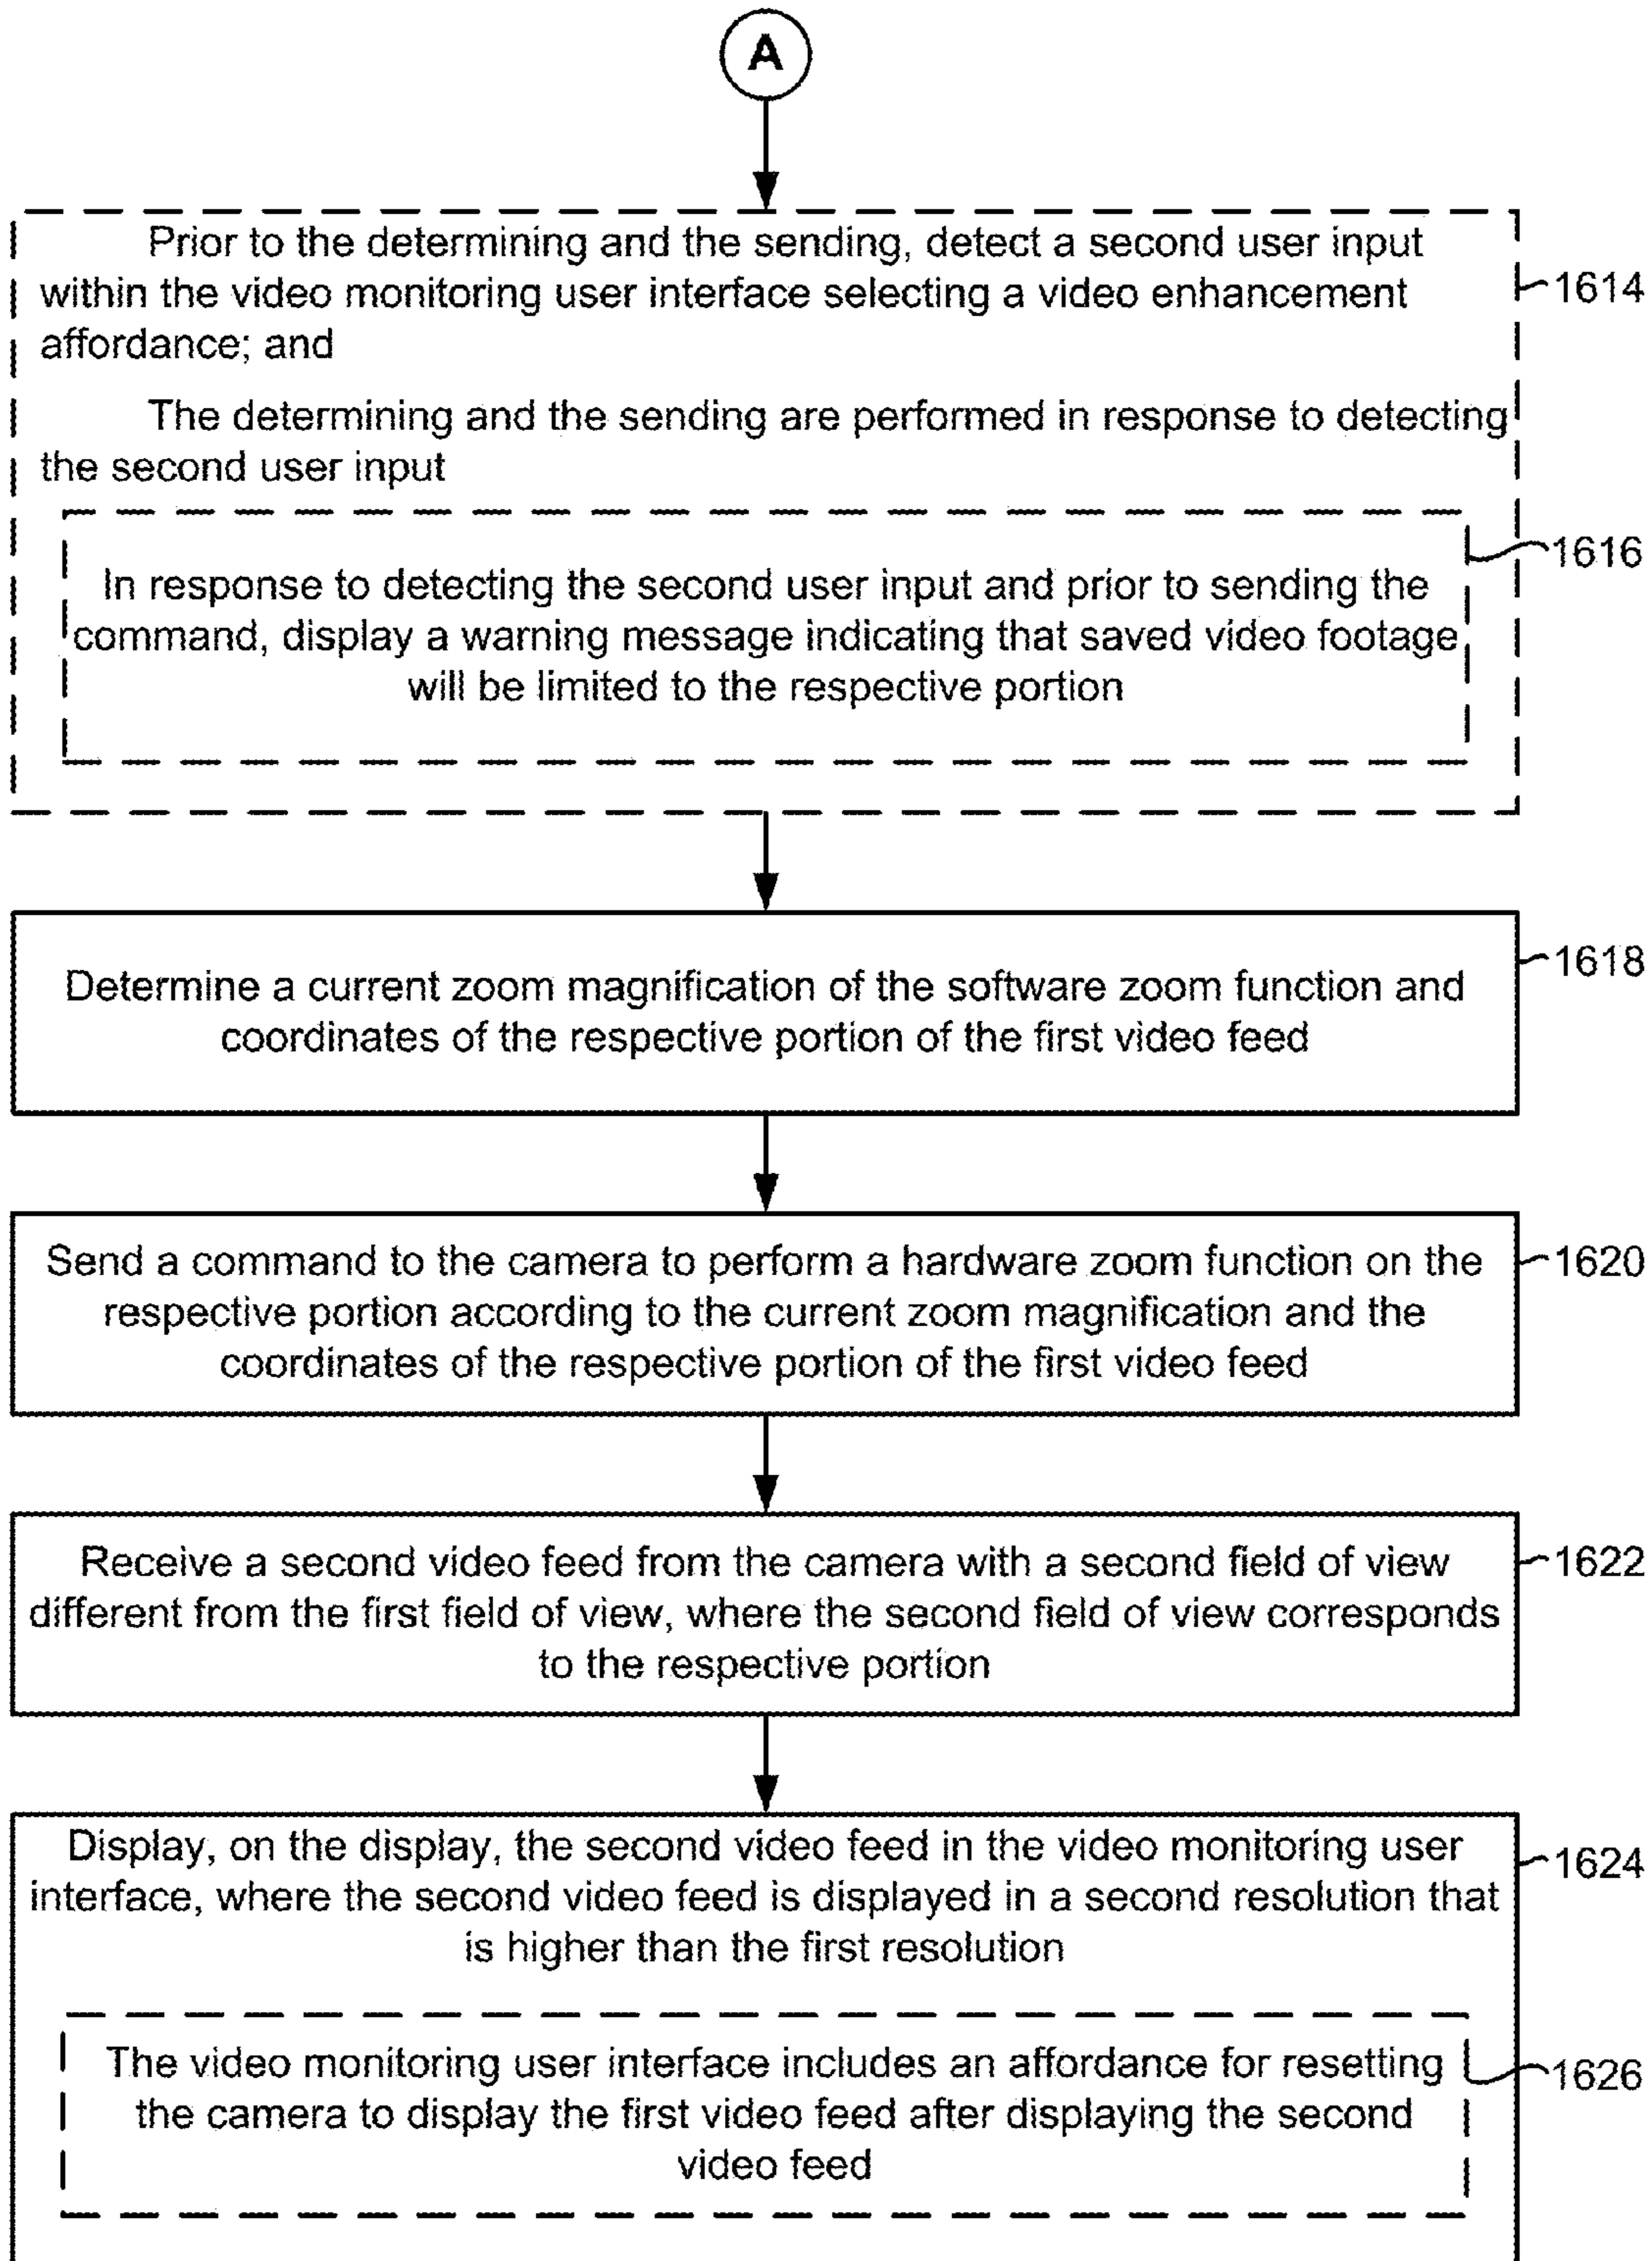 A
Prior to the determining and the sending, detect a second user input
within the video monitoring user interface selecting a video enhancement
affordance; and
1614
The determining and the sending are performed in response to detecting
the second user input
In response to detecting the second user input and prior to sending the
command, display a warning message indicating that saved video footage
will be limited to the respective portion
1616
Determine a current zoom magnification of the software zoom function and
coordinates of the respective portion of the first video feed
1618
Send a command to the camera to perform a hardware zoom function on the
respective portion according to the current zoom magnification and the
coordinates of the respective portion of the first video feed
1620
Receive a second video feed from the camera with a second field of view
different from the first field of view, where the second field of view corresponds
to the respective portion
1622
Display, on the display, the second video feed in the video monitoring user
interface, where the second video feed is displayed in a second resolution that
is higher than the first resolution
1624
The video monitoring user interface includes an affordance for resetting
the camera to display the first video feed after displaying the second
video feed
1626